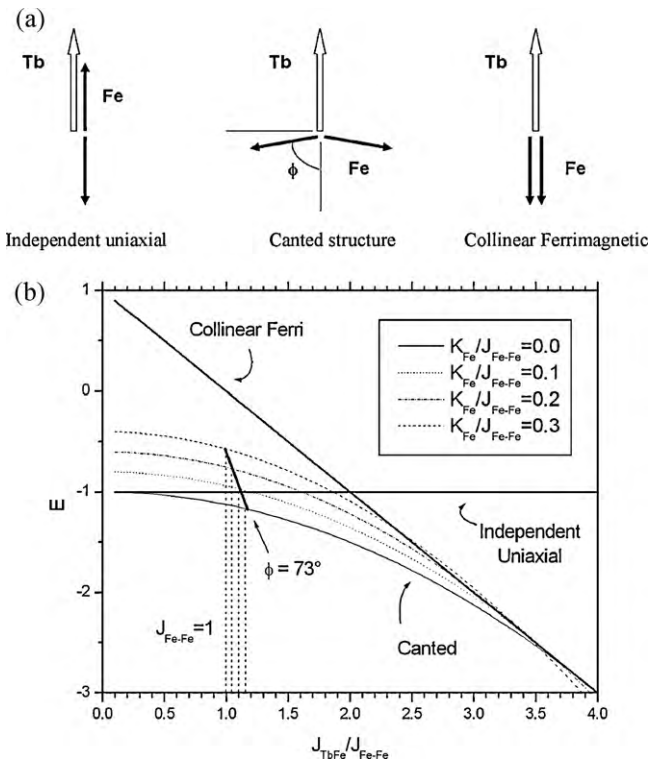 (a)
Tb
Fe
Tb
ϕ
Fe
Tb
Fe
Independent uniaxial
Canted structure
Collinear Ferrimagnetic
(b)
1
0
-1
-2
-3
E
Collinear Ferri
K_Fe/J_Fe-Fe=0.0
K_Fe/J_Fe-Fe=0.1
K_Fe/J_Fe-Fe=0.2
K_Fe/J_Fe-Fe=0.3
Independent
Uniaxial
ϕ = 73°
J_Fe-Fe=1
Canted
0.0 0.5 1.0 1.5 2.0 2.5 3.0 3.5 4.0
J_TbFe/J_Fe-Fe